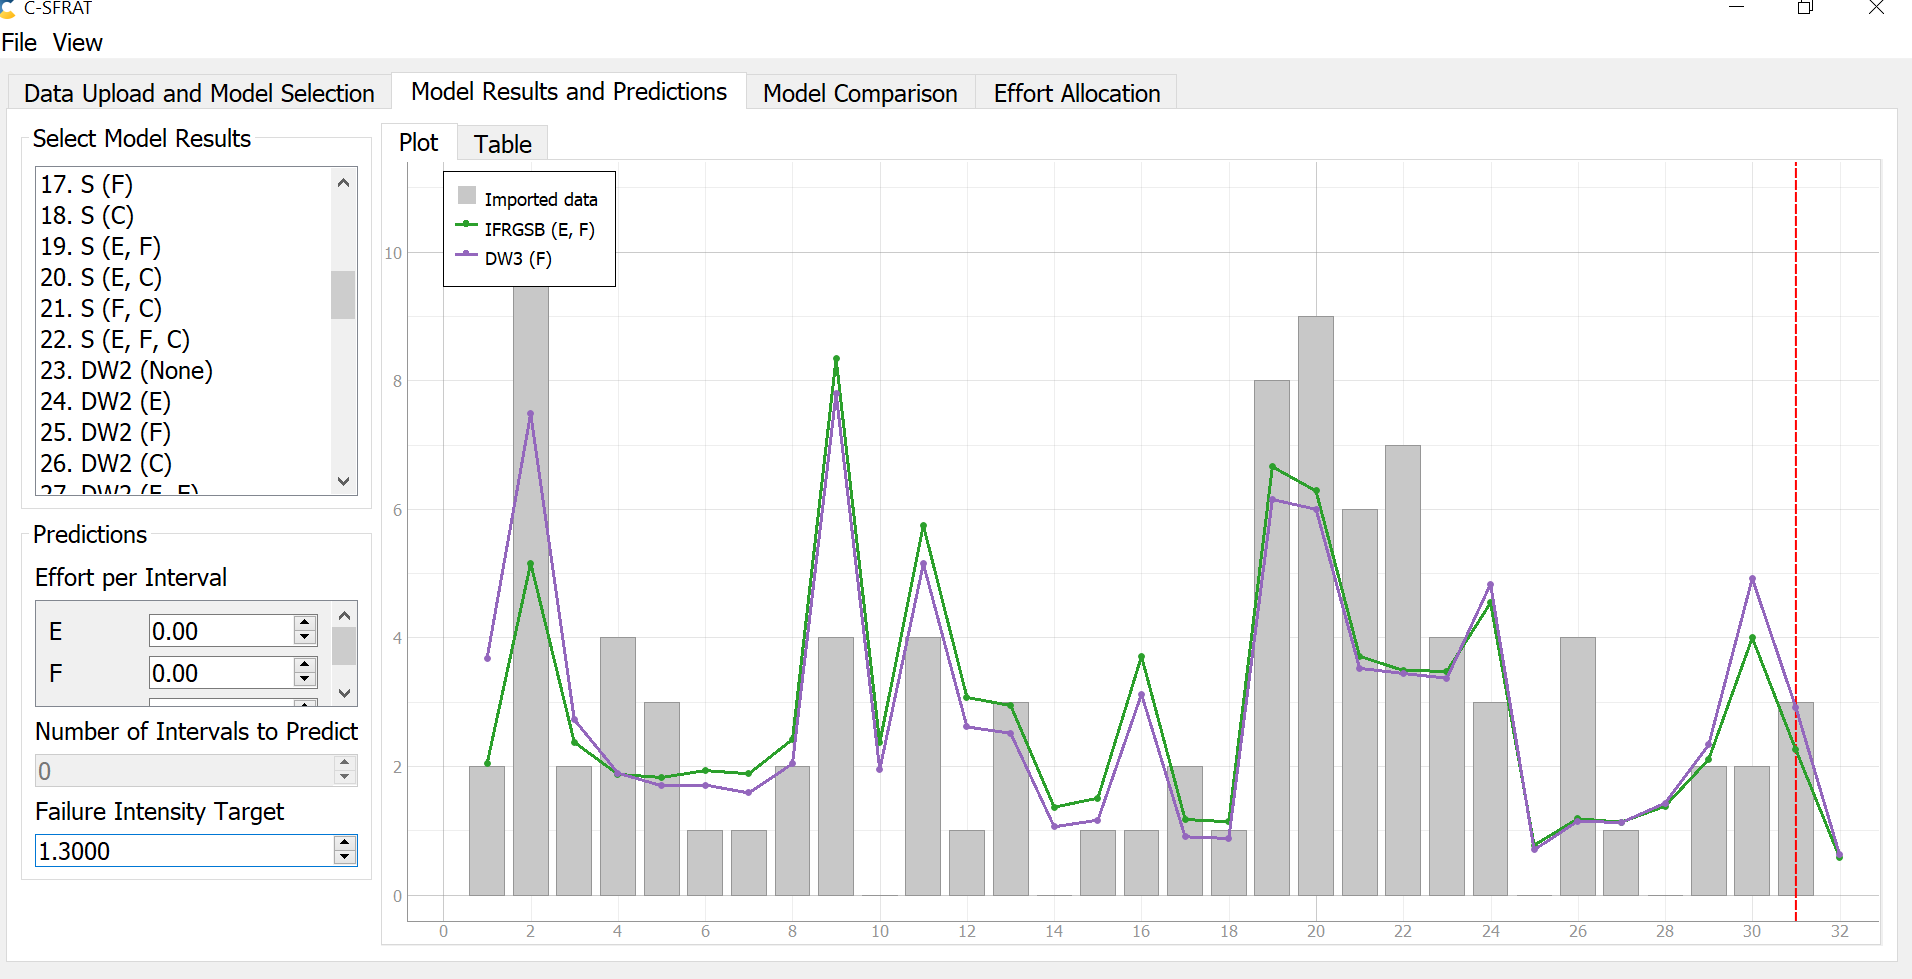 C-SFRAT
File View
Data Upload and Model Selection Model Results and Predictions Model Comparison Effort Allocation
Select Model Results
17. S (F)
18. S (C)
19. S (E, F)
20. S (E, C)
21. S (F, C)
22. S (E, F, C)
23. DW2 (None)
24. DW2 (E)
25. DW2 (F)
26. DW2 (C)
27. DW2 (E, F)
Predictions
Effort per Interval
E 0.00
F 0.00
Number of Intervals to Predict
0
Failure Intensity Target
1.3000
Plot Table
Imported data
IFRGSB (E, F)
DW3 (F)
10
8
6
4
2
0
0 2 4 6 8 10 12 14 16 18 20 22 24 26 28 30 32